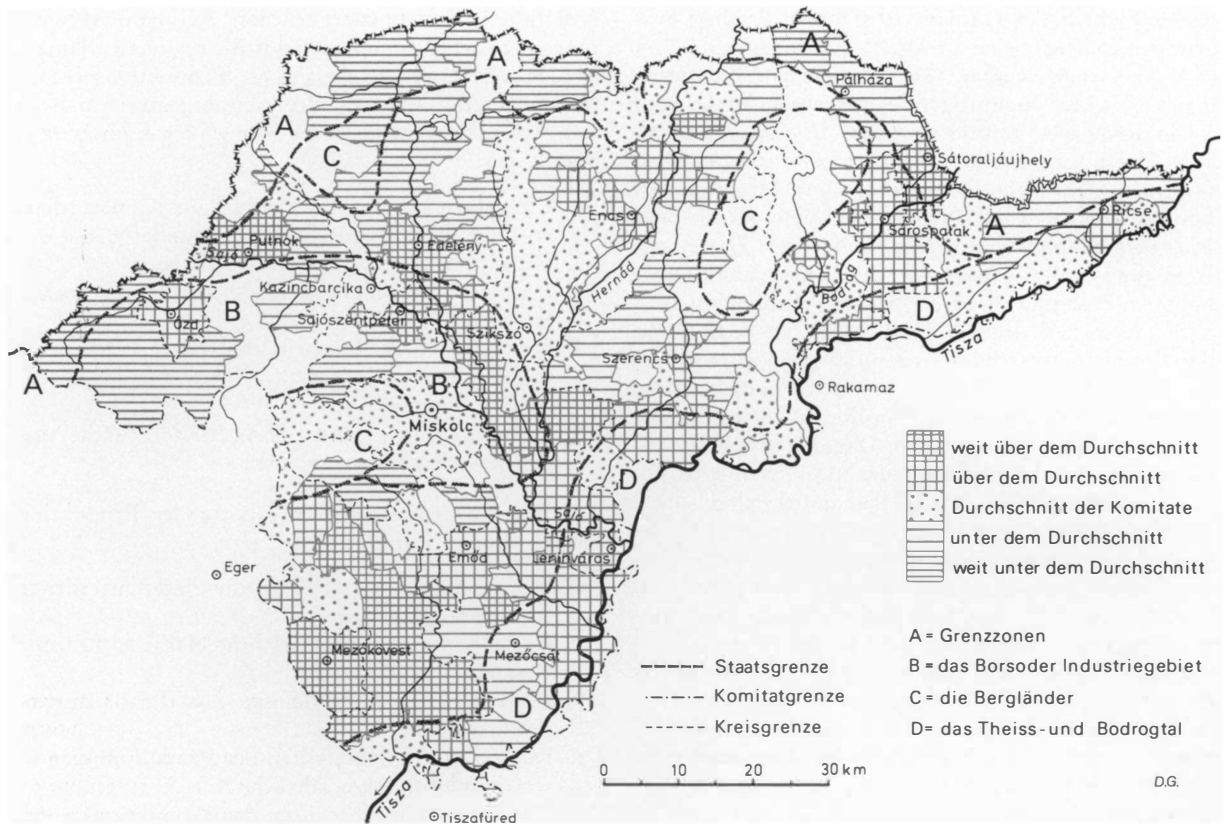 A
A
Pálháza
A
Sátoraljaújhely
C
Encs
C
A
Ricse
Putnok
Sajó
Edelény
Sárospatak
Hernád
Bodrog
B
Kazincbarcika
D
Ózd
Sajószentpéter
Szikszó
Tisza
Szerencs
A
B
Rakamaz
Miskolc
C
D
Sajó
Eger
Emőd
Leninváros
Mezőkövest
Mezőcsát
D
Tisza
Tiszafüred
weit über dem Durchschnitt
über dem Durchschnitt
Durchschnitt der Komitate
unter dem Durchschnitt
weit unter dem Durchschnitt
A = Grenzzonen
B = das Borsoder Industriegebiet
C = die Bergländer
D = das Theiss- und Bodrogtal
Staatsgrenze
Komitatgrenze
Kreisgrenze
0 10 20 30 km
D.G.